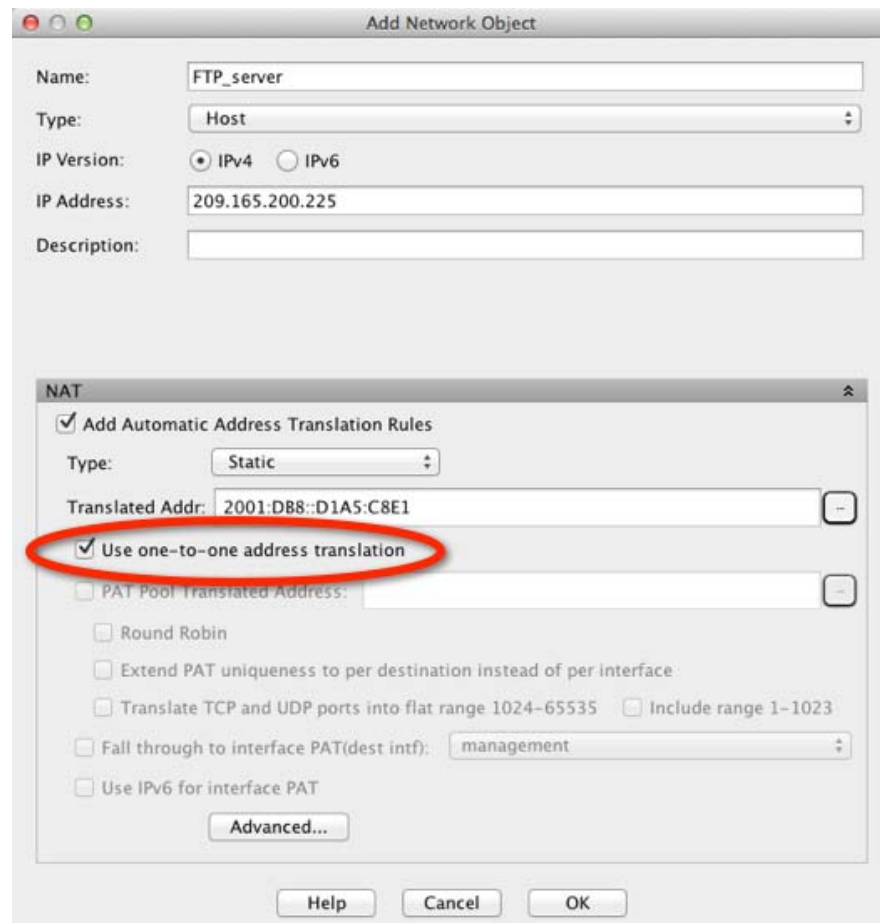 Add Network Object
Name: FTP_server
Type: Host
IP Version: IPv4 IPv6
IP Address: 209.165.200.225
Description:
NAT
Add Automatic Address Translation Rules
Type: Static
Translated Addr: 2001:DB8::D1A5:C8E1 ...
Use one-to-one address translation
PAT Pool Translated Address: ...
Round Robin
Extend PAT uniqueness to per destination instead of per interface
Translate TCP and UDP ports into flat range 1024-65535 Include range 1-1023
Fall through to interface PAT(dest intf): management
Use IPv6 for interface PAT
Advanced...
Help Cancel OK